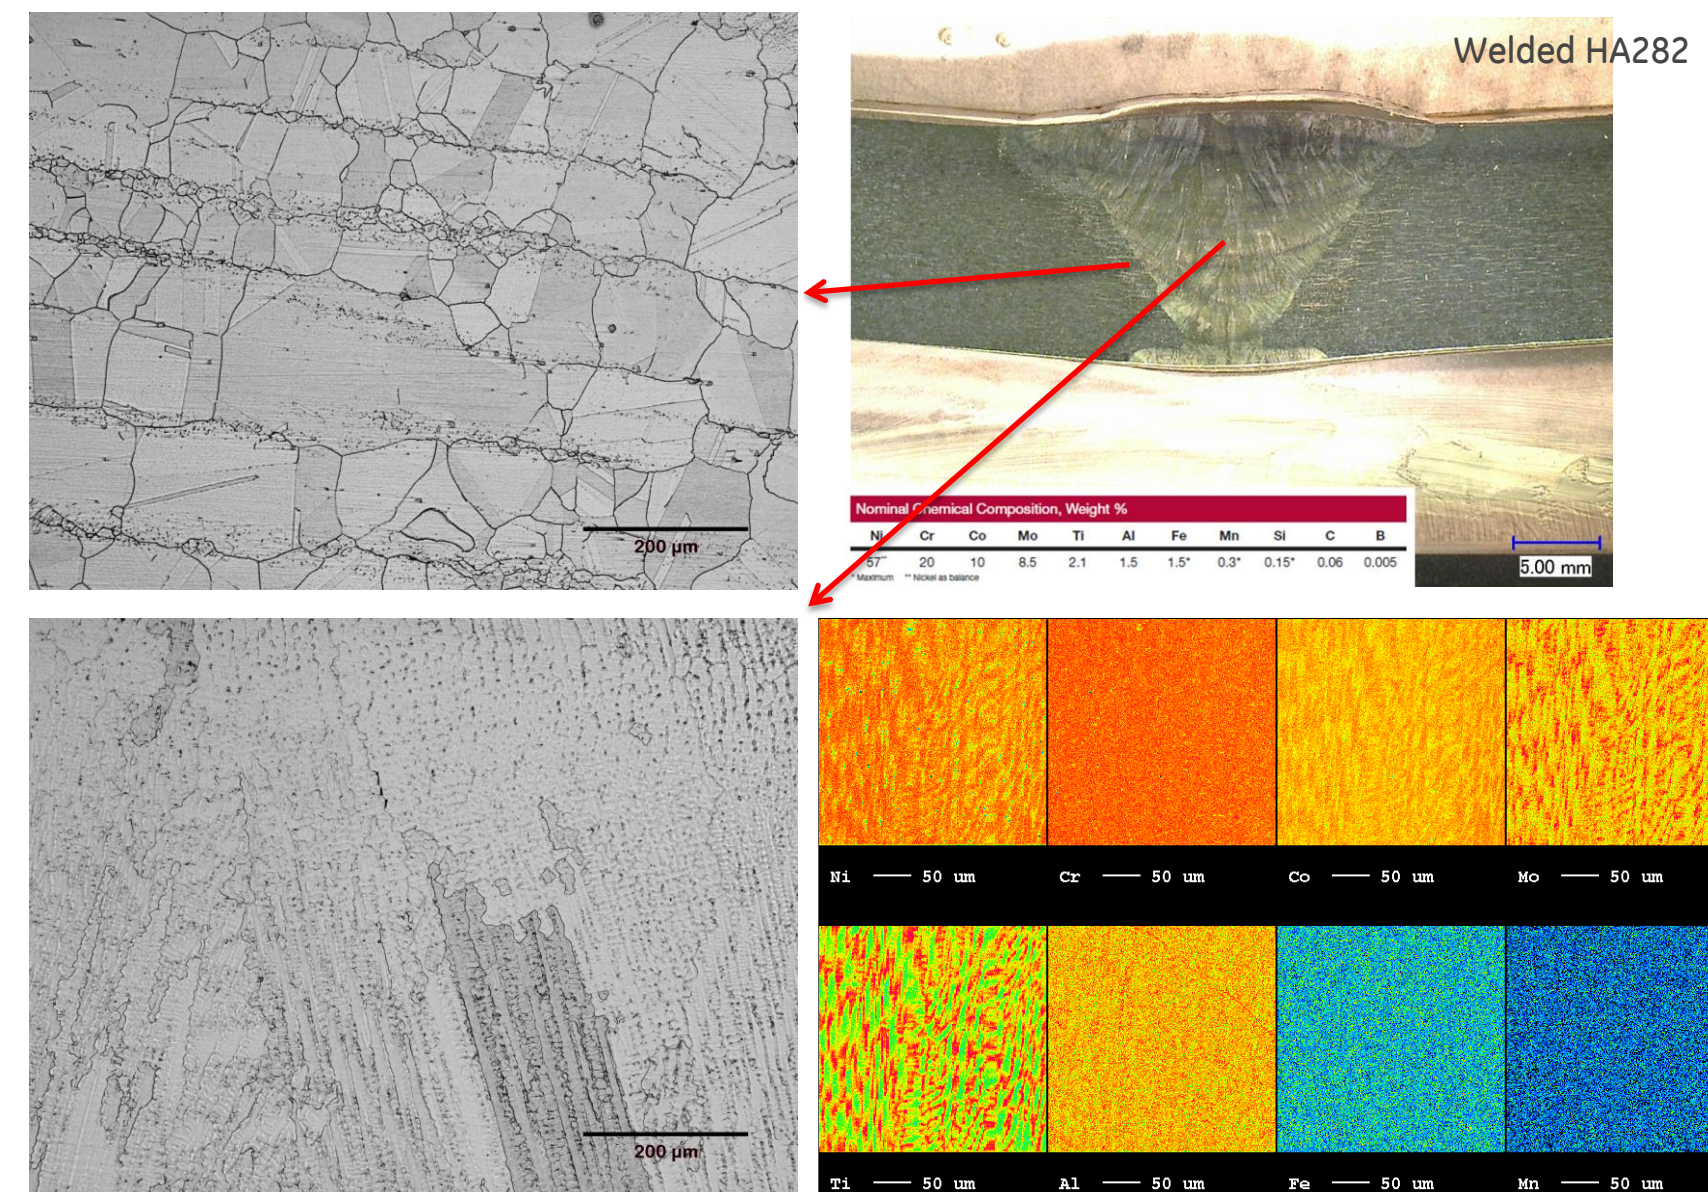 Welded HA282
200 µm
Nominal Chemical Composition, Weight %
Ni Cr Co Mo Ti Al Fe Mn Si C B
57** 20 10 8.5 2.1 1.5 1.5* 0.3* 0.15* 0.06 0.005
* Maximum ** Nickel as balance
5.00 mm
200 µm
Ni 50 um Cr 50 um Co 50 um Mo 50 um
Ti 50 um Al 50 um Fe 50 um Mn 50 um